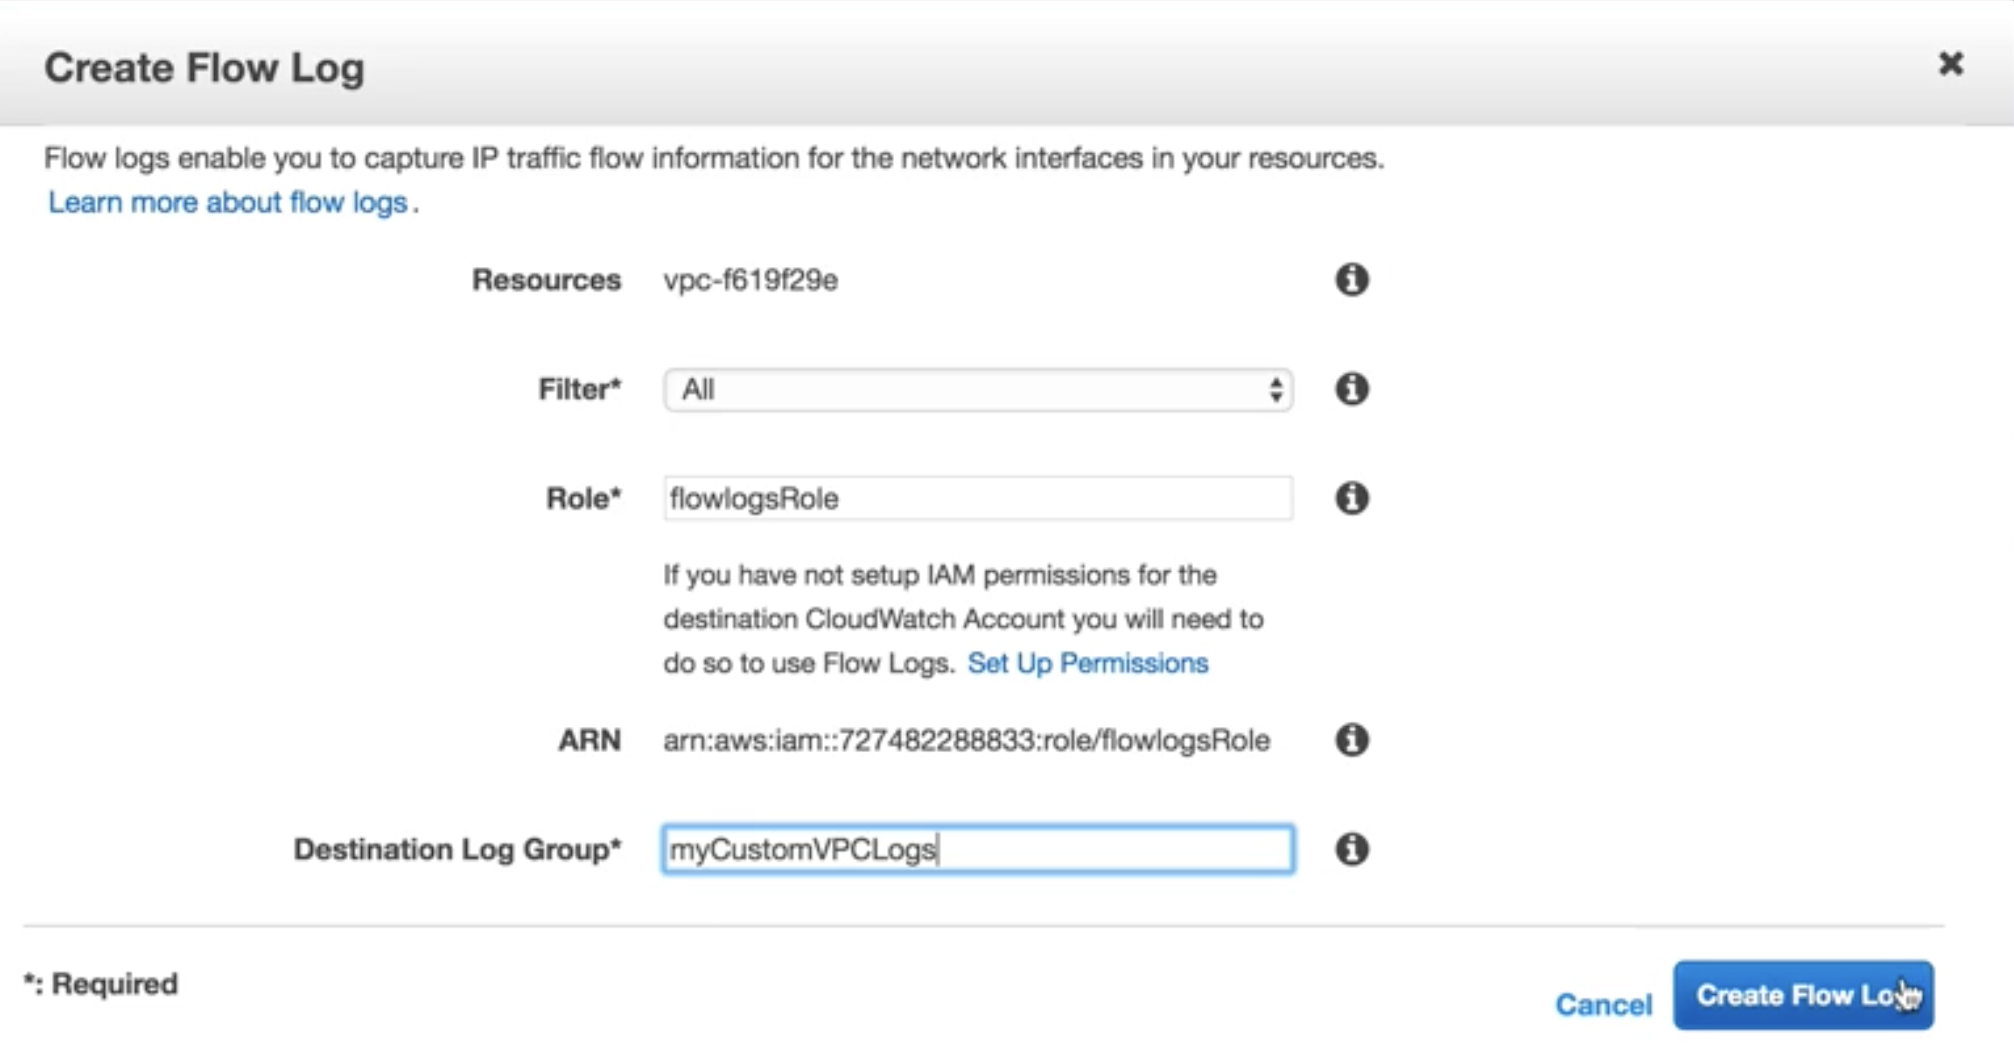 Create Flow Log
Flow logs enable you to capture IP traffic flow information for the network interfaces in your resources.
Learn more about flow logs.
Resources vpc-f619f29e
Filter* All
Role* flowlogsRole
If you have not setup IAM permissions for the
destination CloudWatch Account you will need to
do so to use Flow Logs. Set Up Permissions
ARN arn:aws:iam::727482288833:role/flowlogsRole
Destination Log Group* myCustomVPCLogs
*: Required
Cancel Create Flow Log